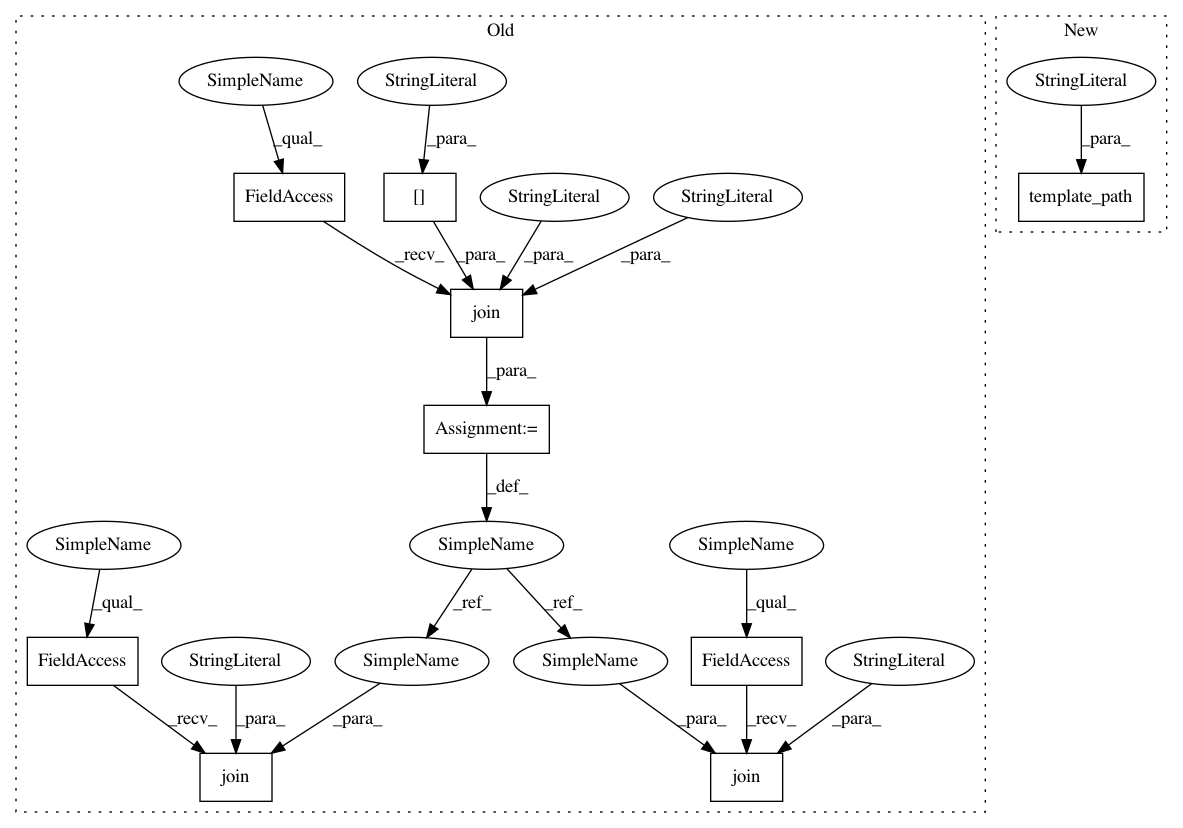 Old
New
SimpleName
StringLiteral
StringLiteral
_qual_
_para_
_para_
FieldAccess
[]
StringLiteral
StringLiteral
template_path
_recv_
_para_
_para_
_para_
join
_para_
Assignment:=
_def_
SimpleName
SimpleName
SimpleName
_qual_
_ref_
_ref_
_qual_
FieldAccess
StringLiteral
SimpleName
SimpleName
FieldAccess
StringLiteral
_recv_
_para_
_para_
_para_
_recv_
_para_
join
join